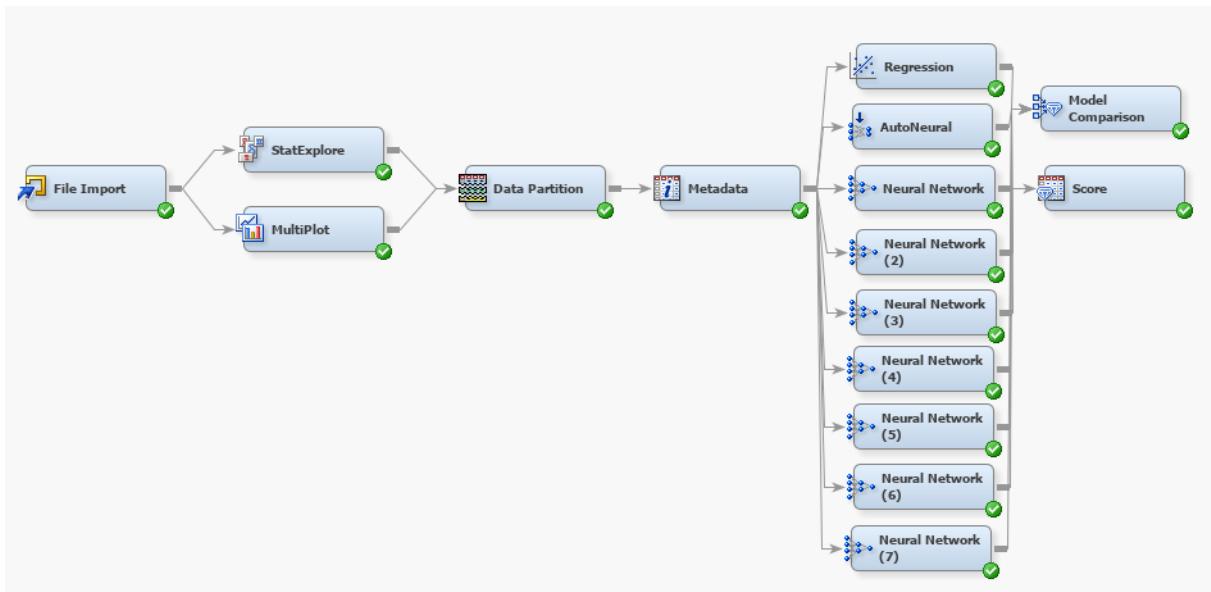 File Import
StatExplore
MultiPlot
Data Partition
Metadata
Regression
AutoNeural
Neural Network
Neural Network
(2)
Neural Network
(3)
Neural Network
(4)
Neural Network
(5)
Neural Network
(6)
Neural Network
(7)
Model
Comparison
Score